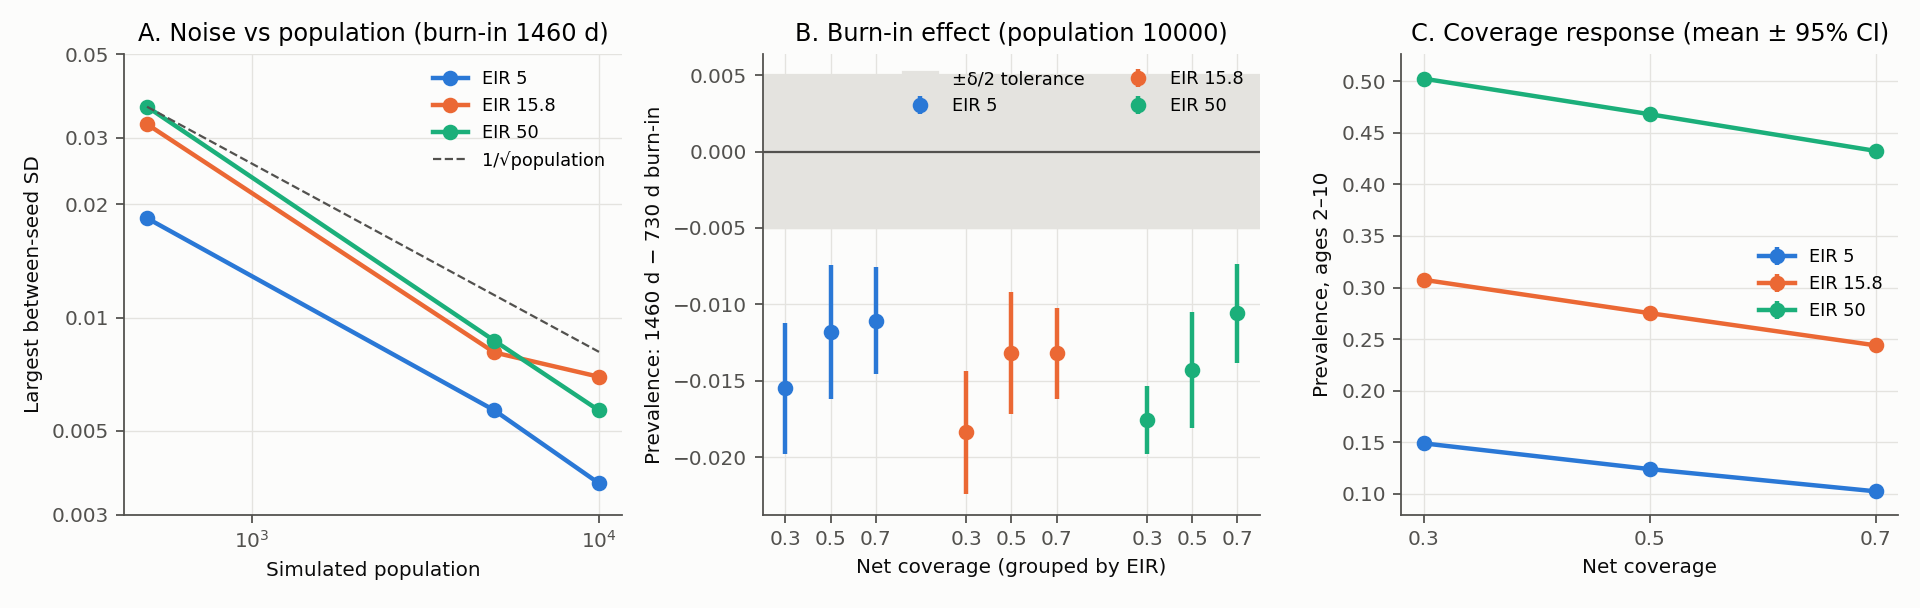 A. Noise vs population (burn-in 1460 d)
Largest between-seed SD
0.05
0.03
0.02
0.01
0.005
0.003
EIR 5
EIR 15.8
EIR 50
1/√population
10³
10⁴
Simulated population
B. Burn-in effect (population 10000)
Prevalence: 1460 d − 730 d burn-in
0.005
0.000
−0.005
−0.010
−0.015
−0.020
±δ/2 tolerance
EIR 5
EIR 15.8
EIR 50
0.3 0.5 0.7 0.3 0.5 0.7 0.3 0.5 0.7
Net coverage (grouped by EIR)
C. Coverage response (mean ± 95% CI)
Prevalence, ages 2–10
0.50
0.45
0.40
0.35
0.30
0.25
0.20
0.15
0.10
EIR 5
EIR 15.8
EIR 50
0.3 0.5 0.7
Net coverage